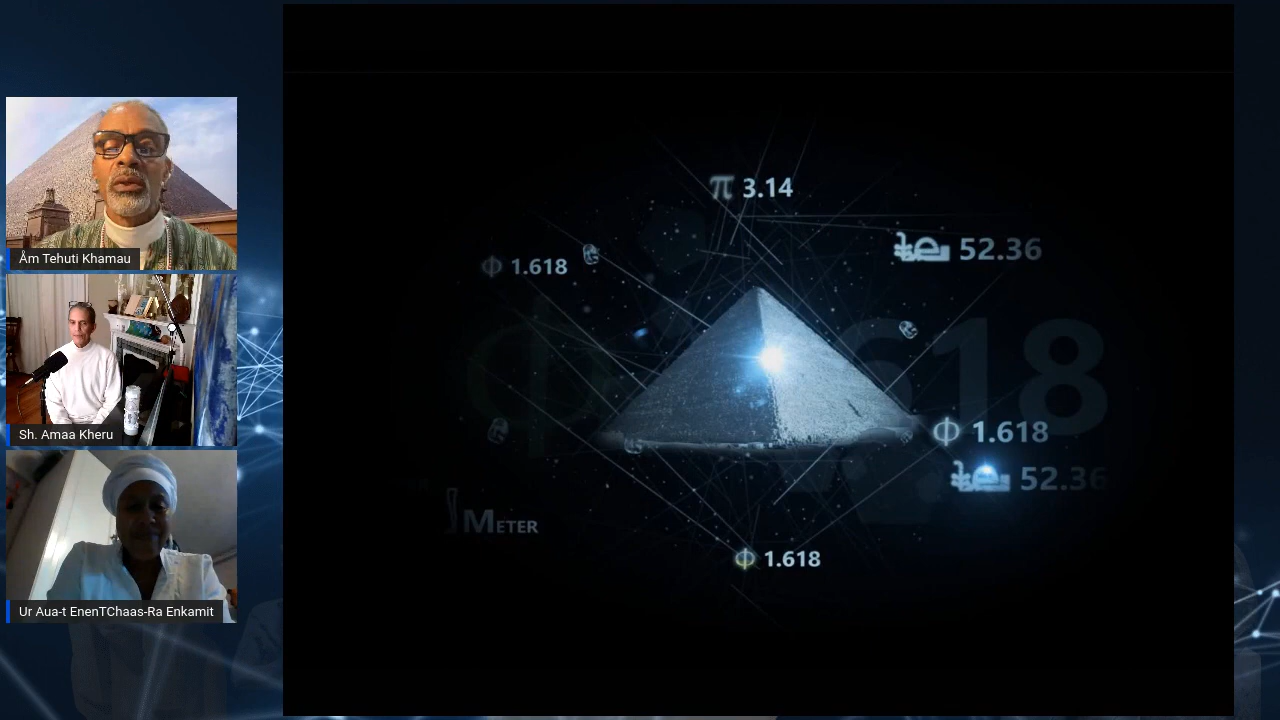 Åm Tehuti Khamau
Sh. Amaa Kheru
Ur Aua-t EnenTChaas-Ra Enkamit
π 3.14
Φ 1.618
52.36
618
Φ 1.618
52.36
METER
Φ 1.618